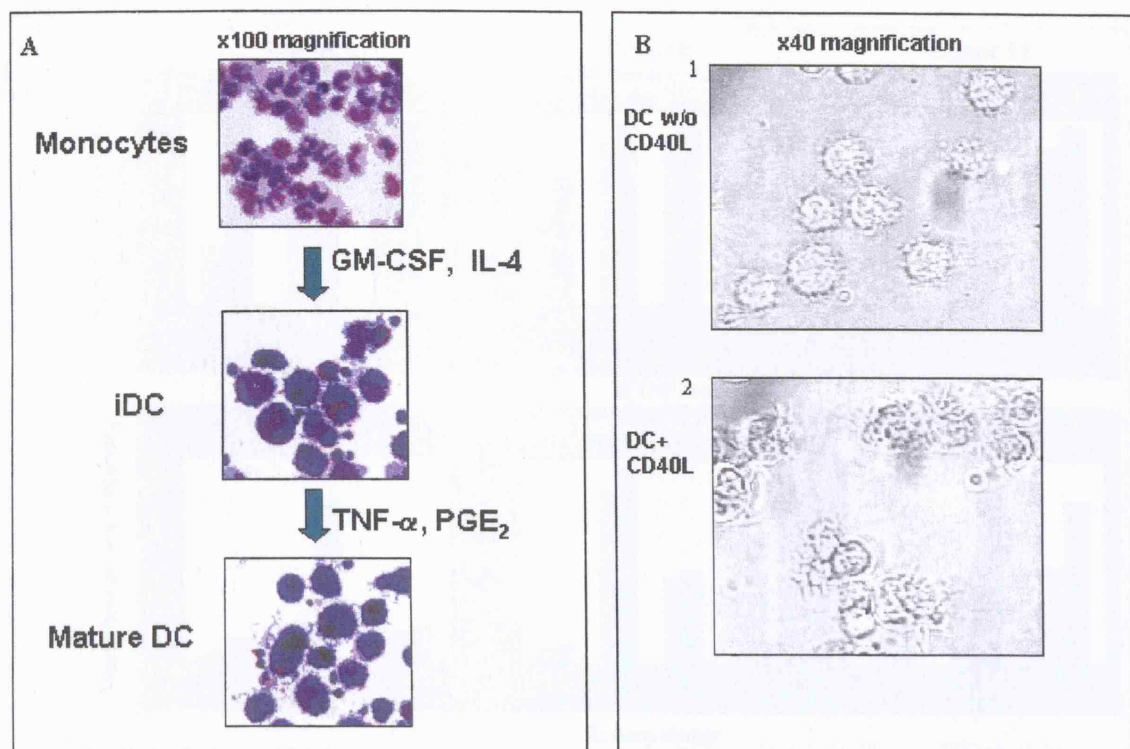 A
x100 magnification
Monocytes
GM-CSF, IL-4
iDC
TNF-α, PGE₂
Mature DC
B
x40 magnification
1
DC w/o
CD40L
2
DC+
CD40L